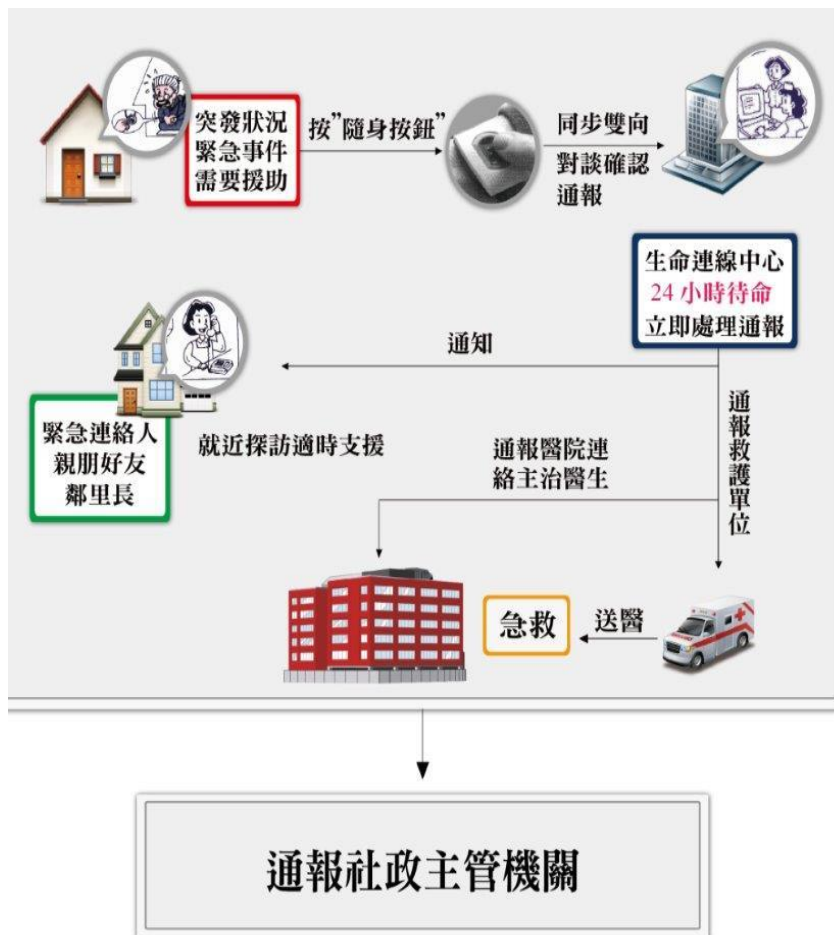 突發狀況
緊急事件
需要援助
按”隨身按鈕”
同步雙向
對談確認
通報
生命連線中心
24 小時待命
立即處理通報
通知
緊急連絡人
親朋好友
鄰里長
就近探訪適時支援
通報醫院連
絡主治醫生
通報救護單位
急救
送醫
通報社政主管機關